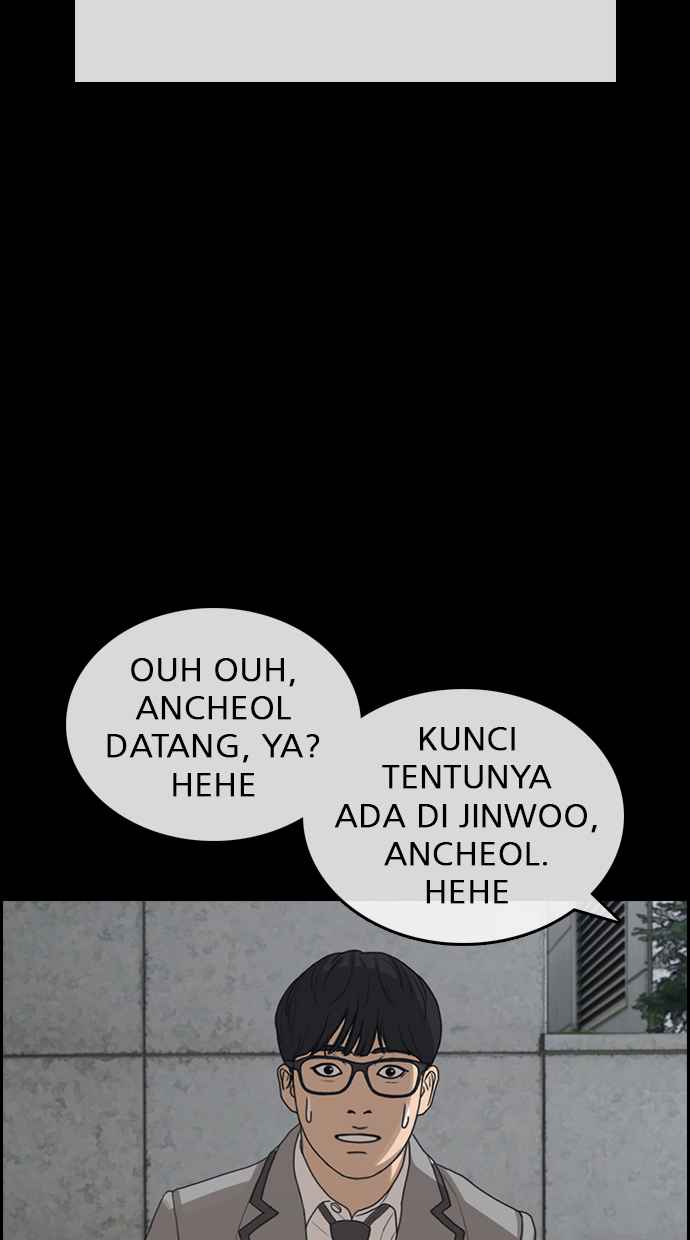 OUH OUH,
ANCHEOL
DATANG, YA?
HEHE
KUNCI
TENTUNYA
ADA DI JINWOO,
ANCHEOL.
HEHE